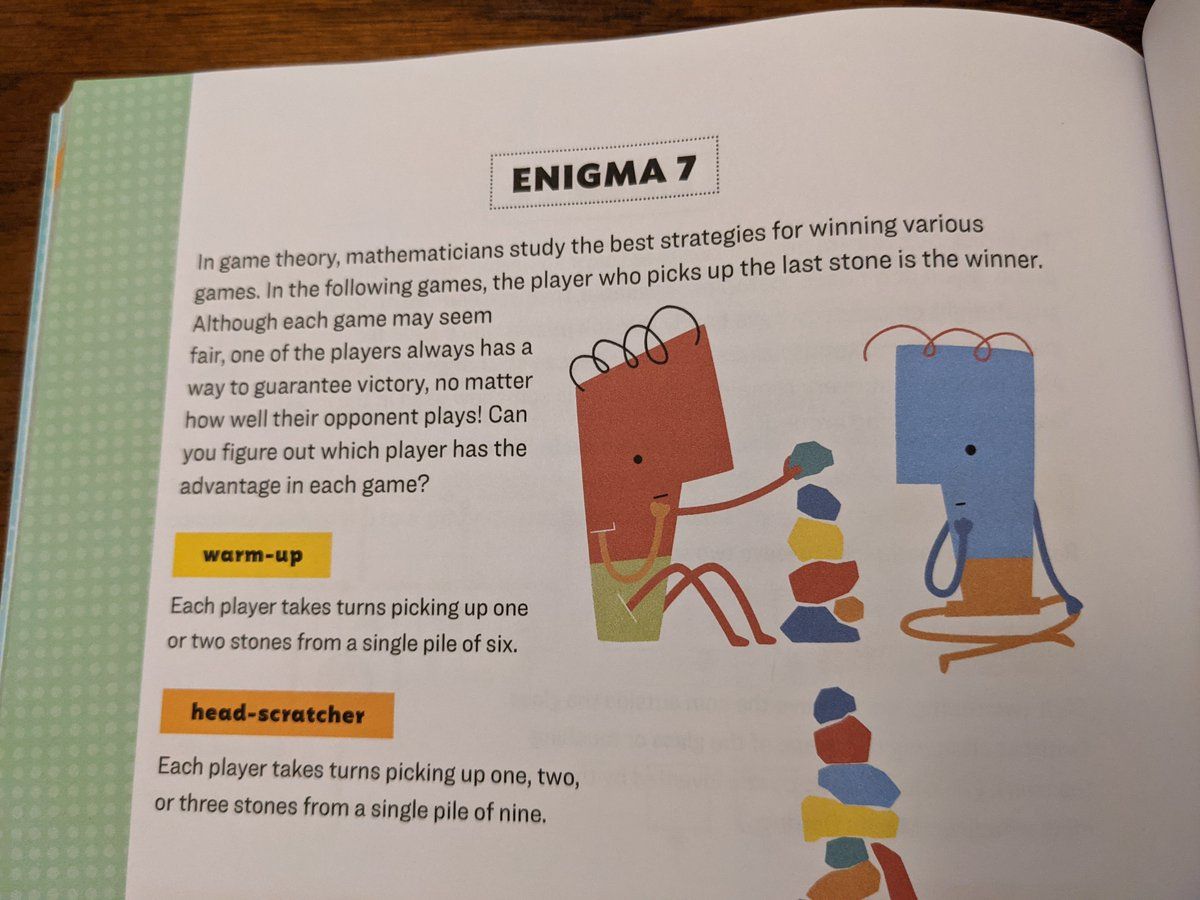 ENIGMA 7
In game theory, mathematicians study the best strategies for winning various
games. In the following games, the player who picks up the last stone is the winner.
Although each game may seem
fair, one of the players always has a
way to guarantee victory, no matter
how well their opponent plays! Can
you figure out which player has the
advantage in each game?
warm-up
Each player takes turns picking up one
or two stones from a single pile of six.
head-scratcher
Each player takes turns picking up one, two,
or three stones from a single pile of nine.